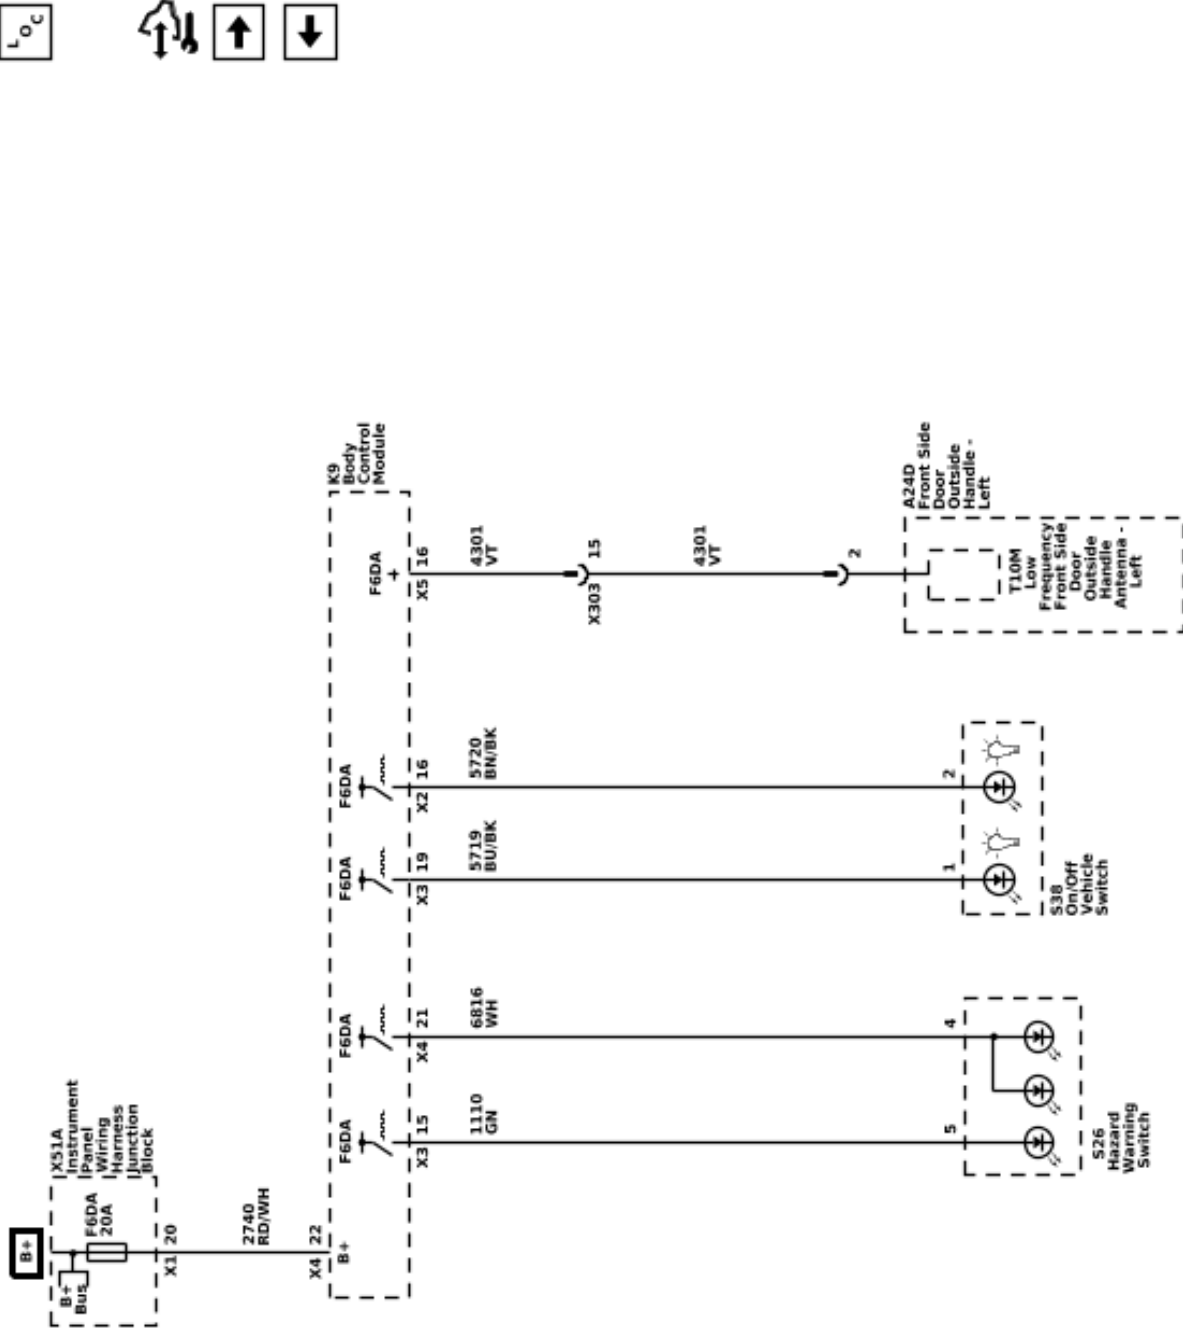 LOC
B+
B+
Bus
F6DA
20A
X51A
Instrument
Panel
Wiring
Harness
Junction
Block
X1 20
2740
RD/WH
X4 22
B+
K9
Body
Control
Module
F6DA
X3 15
1110
GN
5
F6DA
X4 21
6816
WH
4
S26
Hazard
Warning
Switch
F6DA
X3 19
5719
BU/BK
1
F6DA
X2 16
5720
BN/BK
2
S38
On/Off
Vehicle
Switch
F6DA
+
X5 16
4301
VT
X303 15
4301
VT
2
A24D
Front Side
Door
Outside
Handle -
Left
T10M
Low
Frequency
Front Side
Door
Outside
Handle
Antenna -
Left